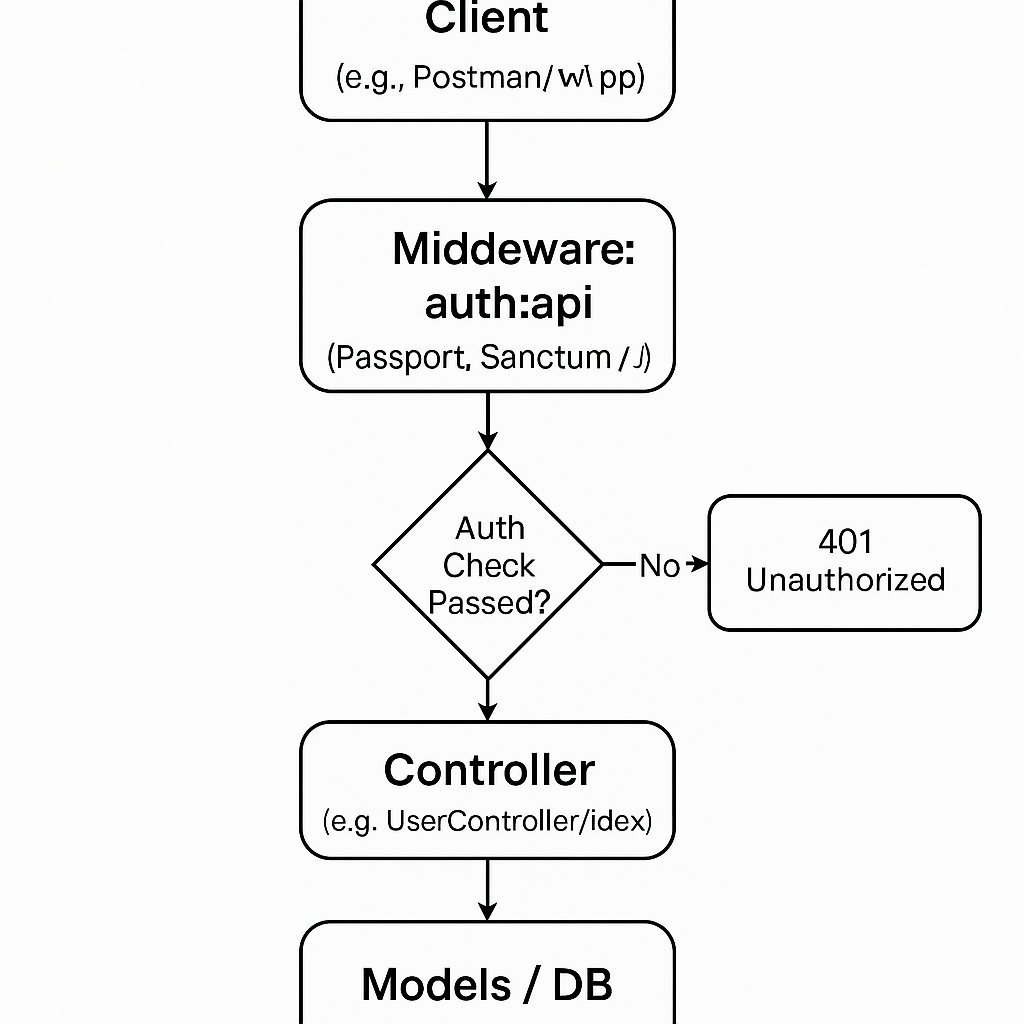 Client
(e.g., Postman/ pp)
Middeware:
auth:api
(Passport, Sanctum / )
Auth
Check
Passed?
No
401
Unauthorized
Controller
(e.g. UserController/idex)
Models / DB